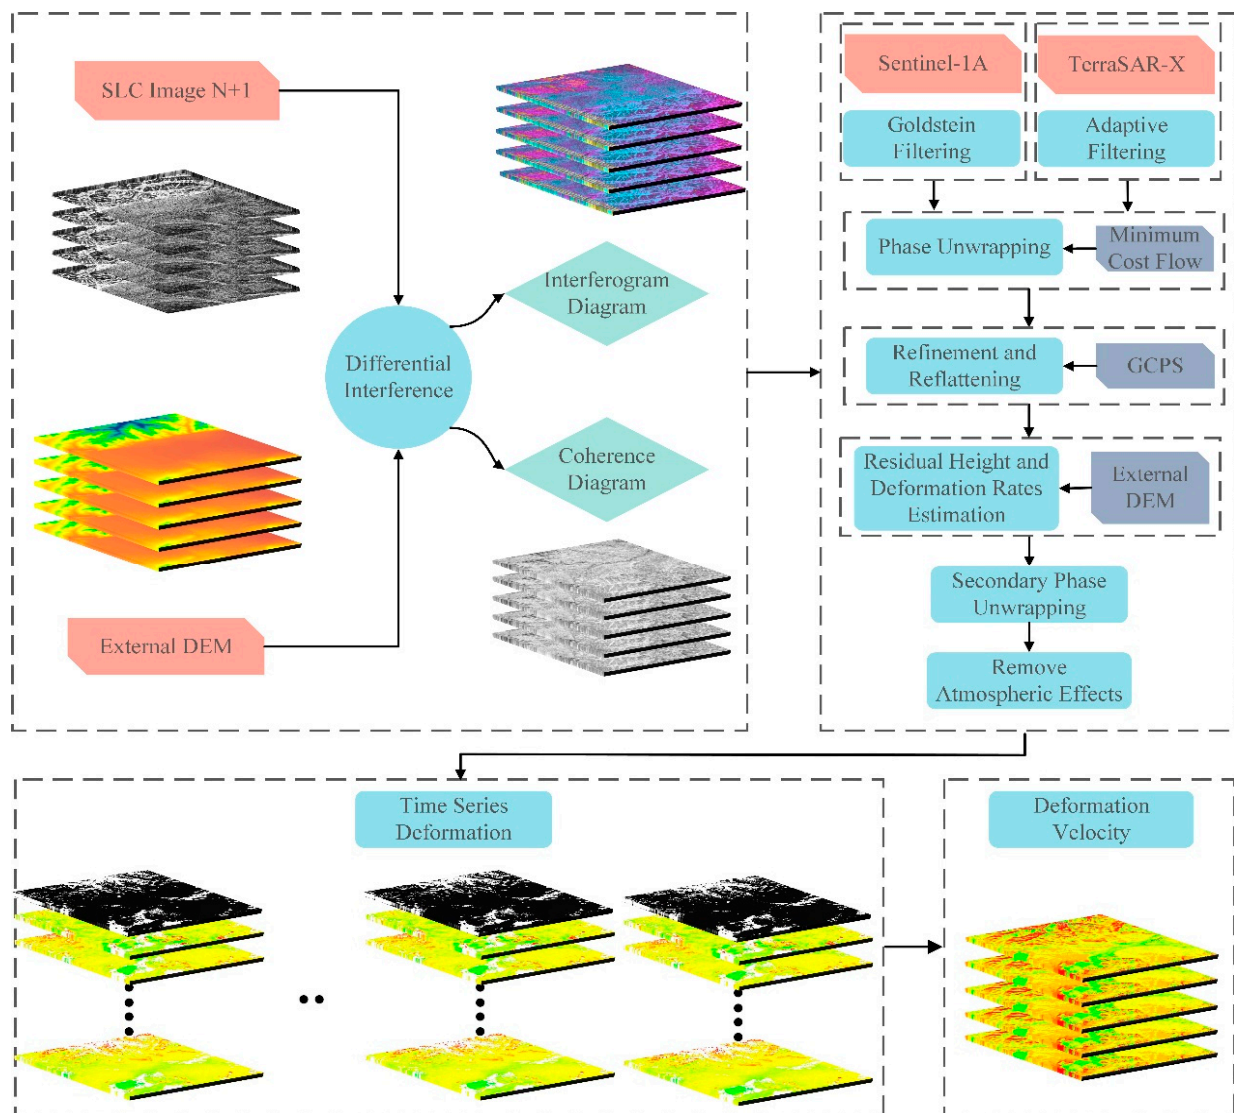 SLC Image N+1
Interferogram
Diagram
Differential
Interference
Coherence
Diagram
External DEM
Sentinel-1A
TerraSAR-X
Goldstein
Filtering
Adaptive
Filtering
Phase Unwrapping
Minimum
Cost Flow
Refinement and
Reflattening
GCPS
Residual Height and
Deformation Rates
Estimation
External
DEM
Secondary Phase
Unwrapping
Remove
Atmospheric Effects
Time Series
Deformation
Deformation
Velocity